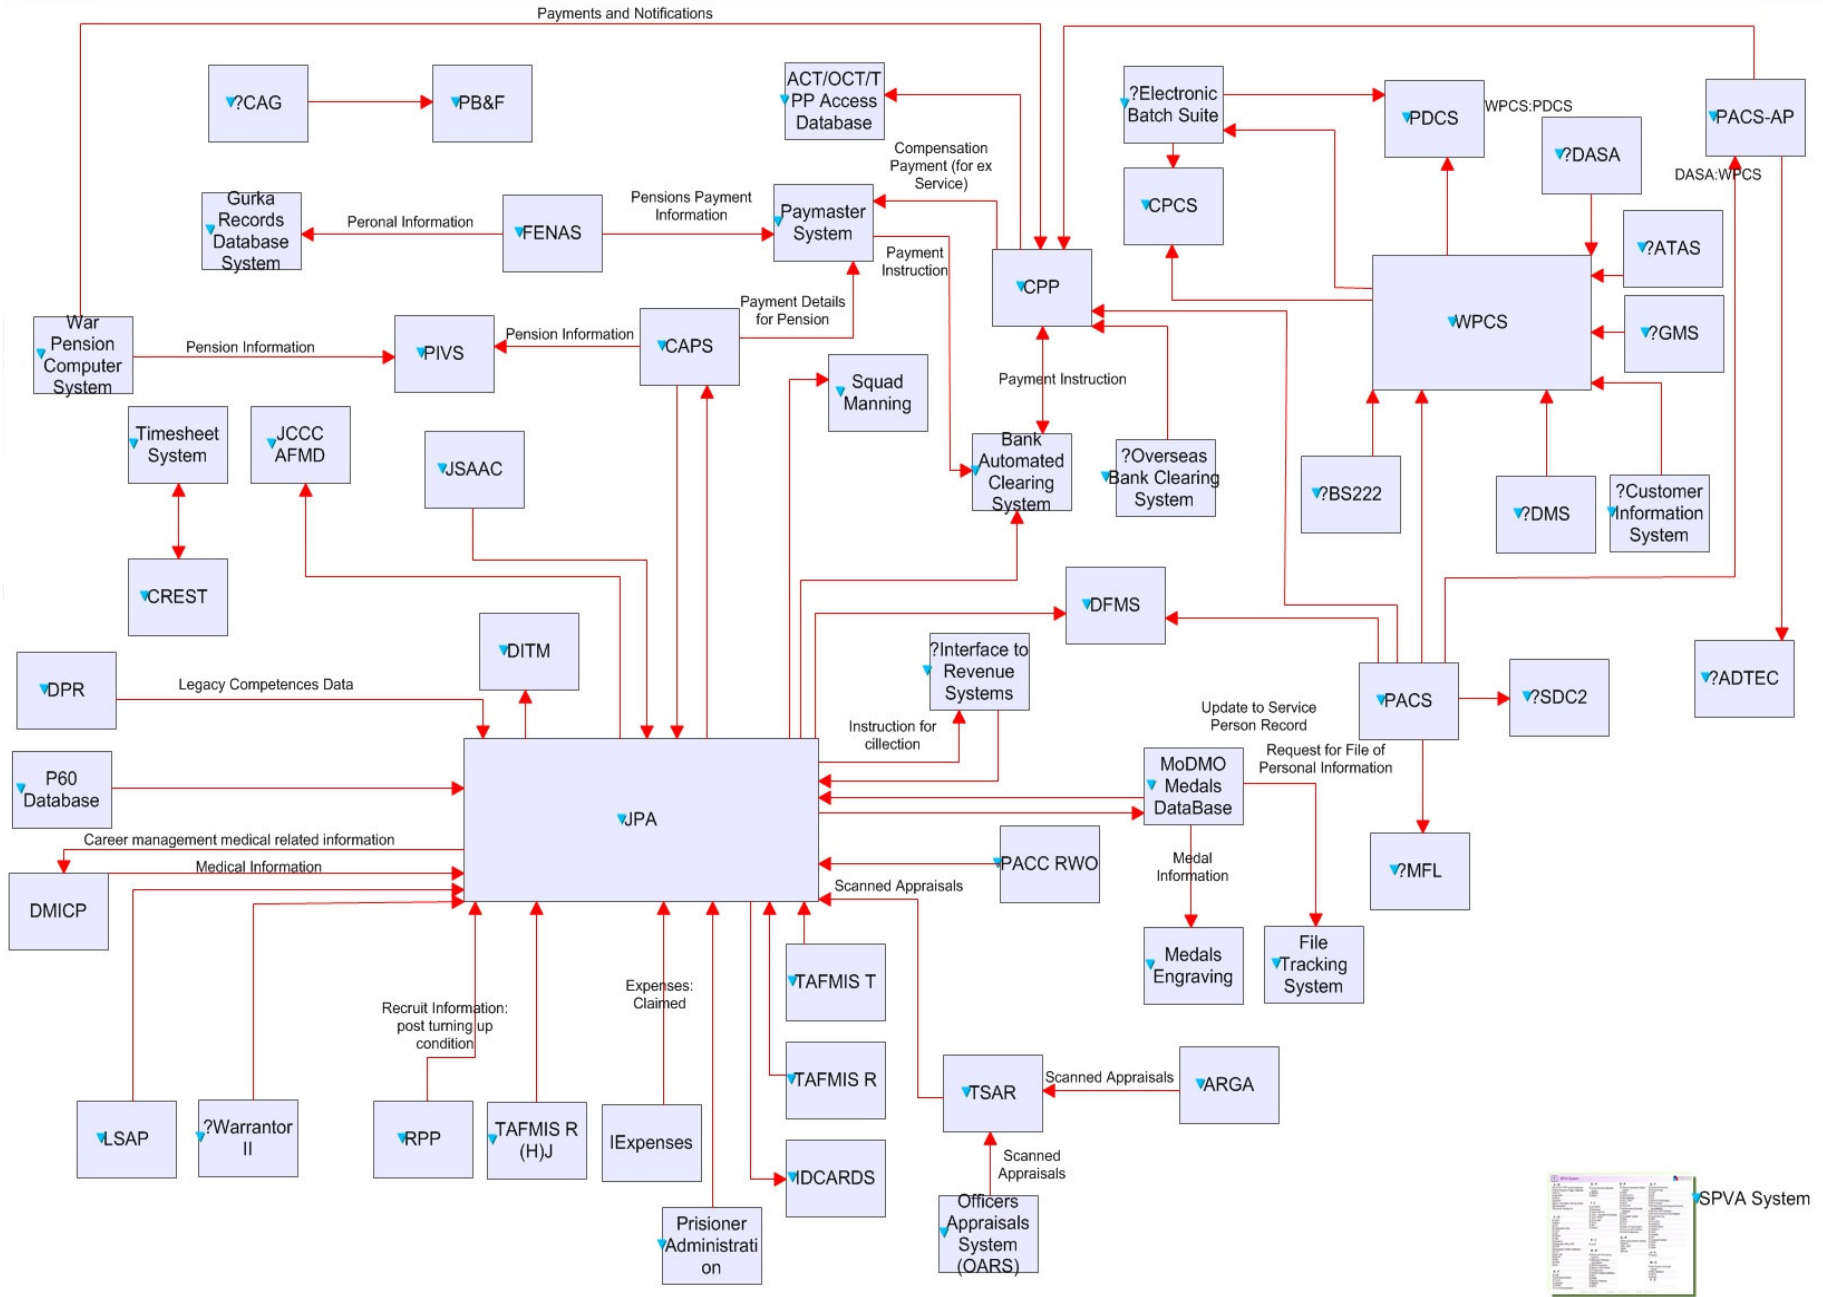 Payments and Notifications
?CAG
PB&F
ACT/OCT/T
PP Access
Database
?Electronic
Batch Suite
PDCS
WPCS:PDCS
PACS-AP
?DASA
DASA:WPCS
Compensation
Payment (for ex
Service)
CPCS
Gurka
Records
Database
System
Peronal Information
FENAS
Pensions Payment
Information
Paymaster
System
Payment
Instruction
?ATAS
CPP
WPCS
?GMS
War
Pension
Computer
System
Pension Information
PIVS
Pension Information
CAPS
Payment Details
for Pension
Squad
Manning
Payment Instruction
Timesheet
System
JCCC
AFMD
JSAAC
Bank
Automated
Clearing
System
?Overseas
Bank Clearing
System
?BS222
?DMS
?Customer
Information
System
CREST
DFMS
DITM
?Interface to
Revenue
Systems
DPR
Legacy Competences Data
PACS
?SDC2
?ADTEC
Instruction for
cillection
Update to Service
Person Record
Request for File of
Personal Information
P60
Database
JPA
MoDMO
Medals
DataBase
Career management medical related information
Medical Information
DMICP
PACC RWO
Scanned Appraisals
Medal
Information
?MFL
Medals
Engraving
File
Tracking
System
TAFMIS T
Expenses:
Claimed
Recruit Information:
post turning up
condition
TAFMIS R
TSAR
Scanned Appraisals
ARGA
LSAP
?Warrantor
II
RPP
TAFMIS R
(H)J
IExpenses
IDCARDS
Scanned
Appraisals
Prisioner
Administrati
on
Officers
Appraisals
System
(OARS)
SPVA System